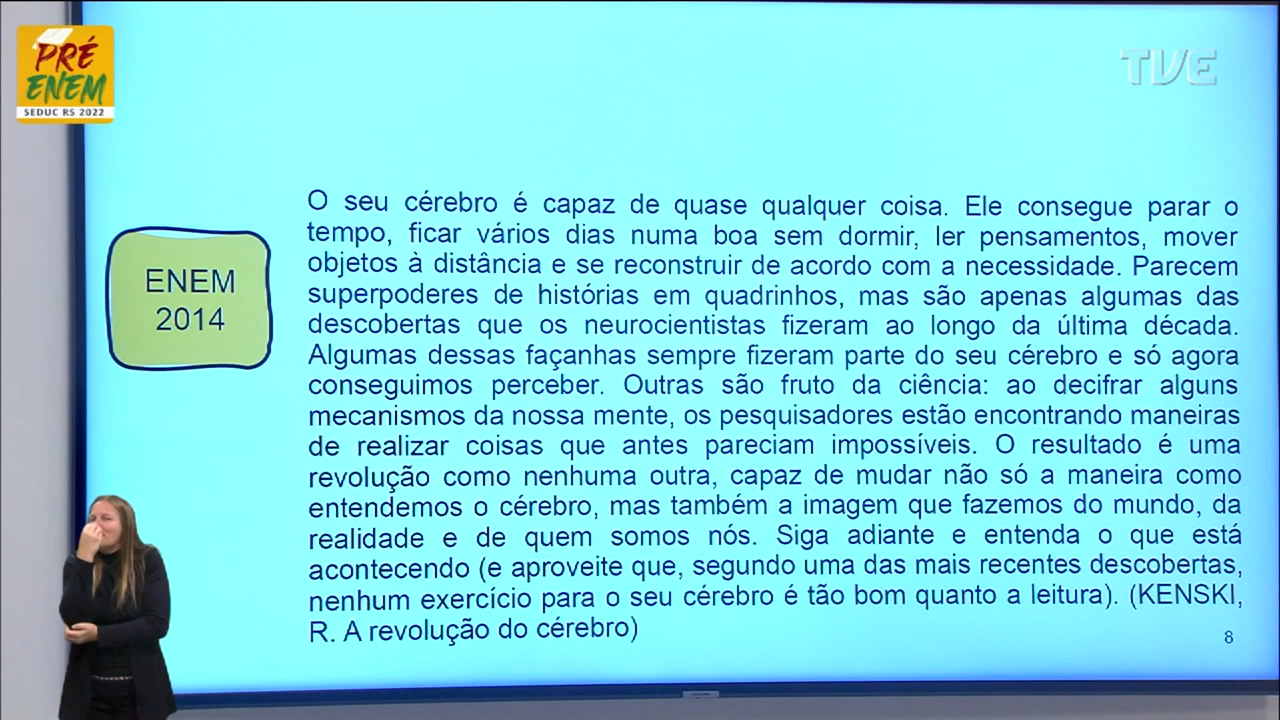 PRÉ
ENEM
SEDUC RS 2022
TVE
ENEM
2014
O seu cérebro é capaz de quase qualquer coisa. Ele consegue parar o
tempo, ficar vários dias numa boa sem dormir, ler pensamentos, mover
objetos à distância e se reconstruir de acordo com a necessidade. Parecem
superpoderes de histórias em quadrinhos, mas são apenas algumas das
descobertas que os neurocientistas fizeram ao longo da última década.
Algumas dessas façanhas sempre fizeram parte do seu cérebro e só agora
conseguimos perceber. Outras são fruto da ciência: ao decifrar alguns
mecanismos da nossa mente, os pesquisadores estão encontrando maneiras
de realizar coisas que antes pareciam impossíveis. O resultado é uma
revolução como nenhuma outra, capaz de mudar não só a maneira como
entendemos o cérebro, mas também a imagem que fazemos do mundo, da
realidade e de quem somos nós. Siga adiante e entenda o que está
acontecendo (e aproveite que, segundo uma das mais recentes descobertas,
nenhum exercício para o seu cérebro é tão bom quanto a leitura). (KENSKI,
R. A revolução do cérebro)
8